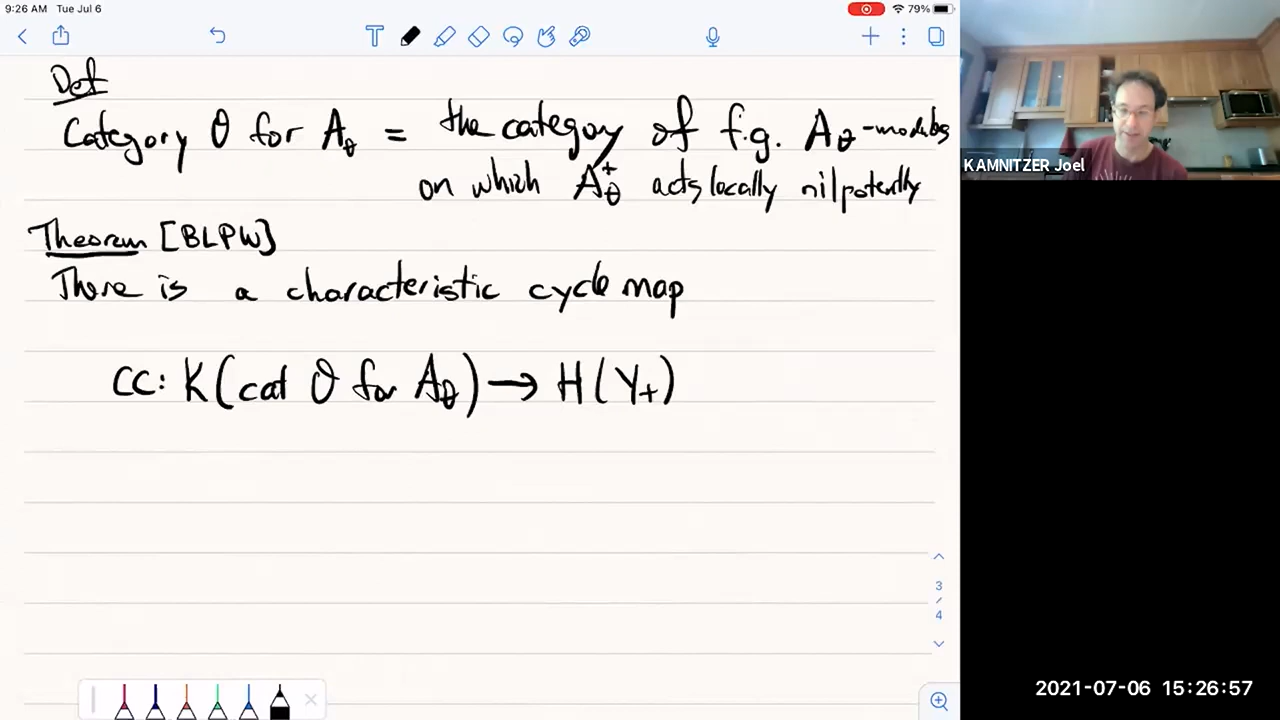 9:26 AM Tue Jul 6
79%
Def
Category O for A_θ = the category of f.g. A_θ-modules
on which A_θ^+ acts locally nilpotently
Theorem [BLPW]
There is a characteristic cycle map
CC: K(cat O for A_θ) → H(Y_+)
3
/
4
KAMNITZER Joel
2021-07-06 15:26:57